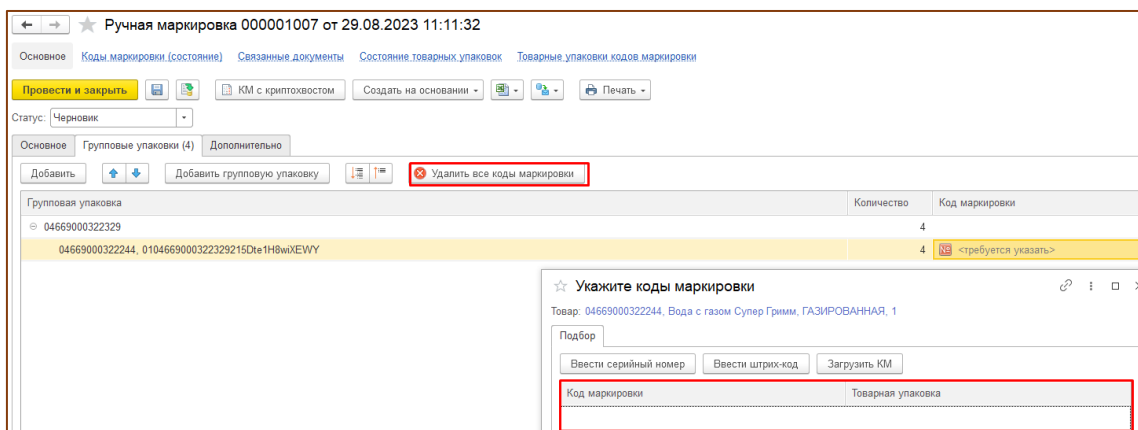 Ручная маркировка 000001007 от 29.08.2023 11:11:32
Основное Коды маркировки (состояние) Связанные документы Состояние товарных упаковок Товарные упаковки кодов маркировки
Провести и закрыть КМ с криптохвостом Создать на основании Печать
Статус: Черновик
Основное Групповые упаковки (4) Дополнительно
Добавить Добавить групповую упаковку Удалить все коды маркировки
Групповая упаковка Количество Код маркировки
04669000322329 4
04669000322244, 0104669000322329215Dte1H8wiXEWY 4 <требуется указать>
Укажите коды маркировки
Товар: 04669000322244, Вода с газом Супер Гримм, ГАЗИРОВАННАЯ, 1
Подбор
Ввести серийный номер Ввести штрих-код Загрузить КМ
Код маркировки Товарная упаковка